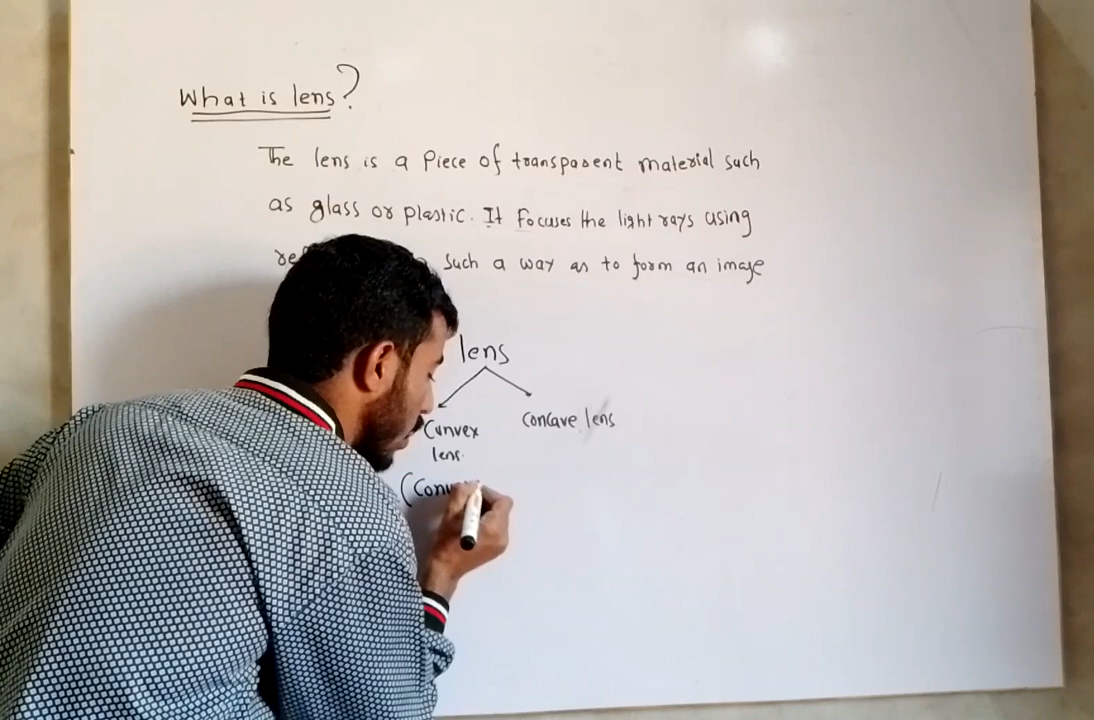 What is lens?
The lens is a piece of transparent material such
as glass or plastic. It Focuses the light rays using
such a way as to form an image
lens
Convex concave lens
lens.